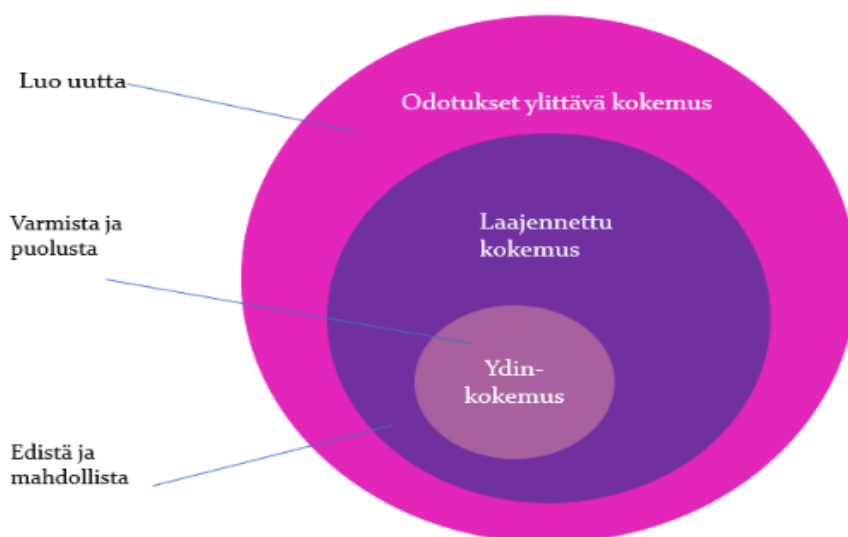 Luo uutta
Odotukset ylittävä kokemus
Varmista ja
puolusta
Laajennettu
kokemus
Ydin-
kokemus
Edistä ja
mahdollista